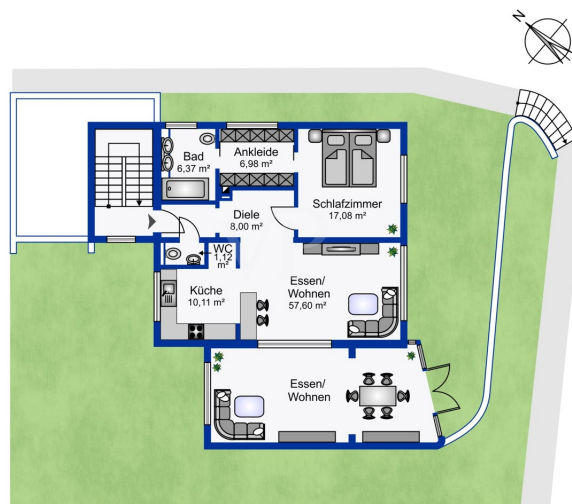 N
Bad
6,37 m²
Ankleide
6,98 m²
Schlafzimmer
17,08 m²
Diele
8,00 m²
WC
1,12
m²
Küche
10,11 m²
Essen/
Wohnen
57,60 m²
Essen/
Wohnen